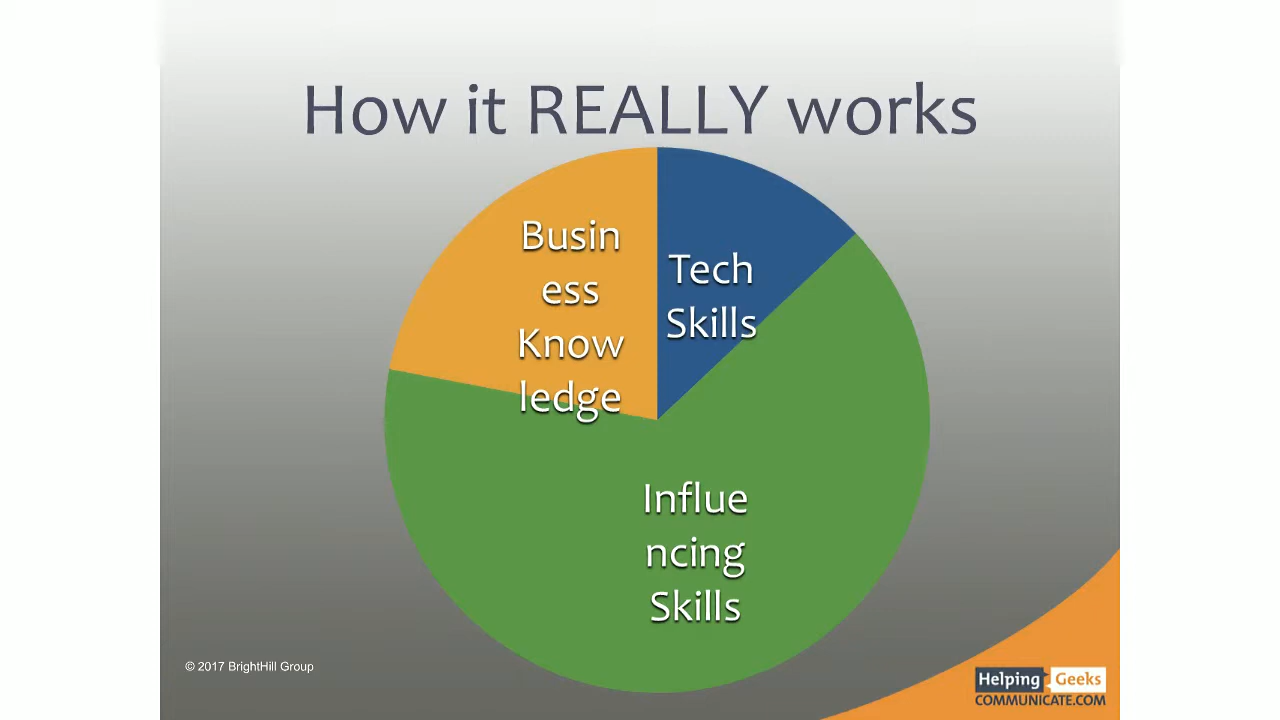 How it REALLY works
Busin
ess
Know
ledge
Tech
Skills
Influe
ncing
Skills
© 2017 BrightHill Group
Helping Geeks
COMMUNICATE.COM